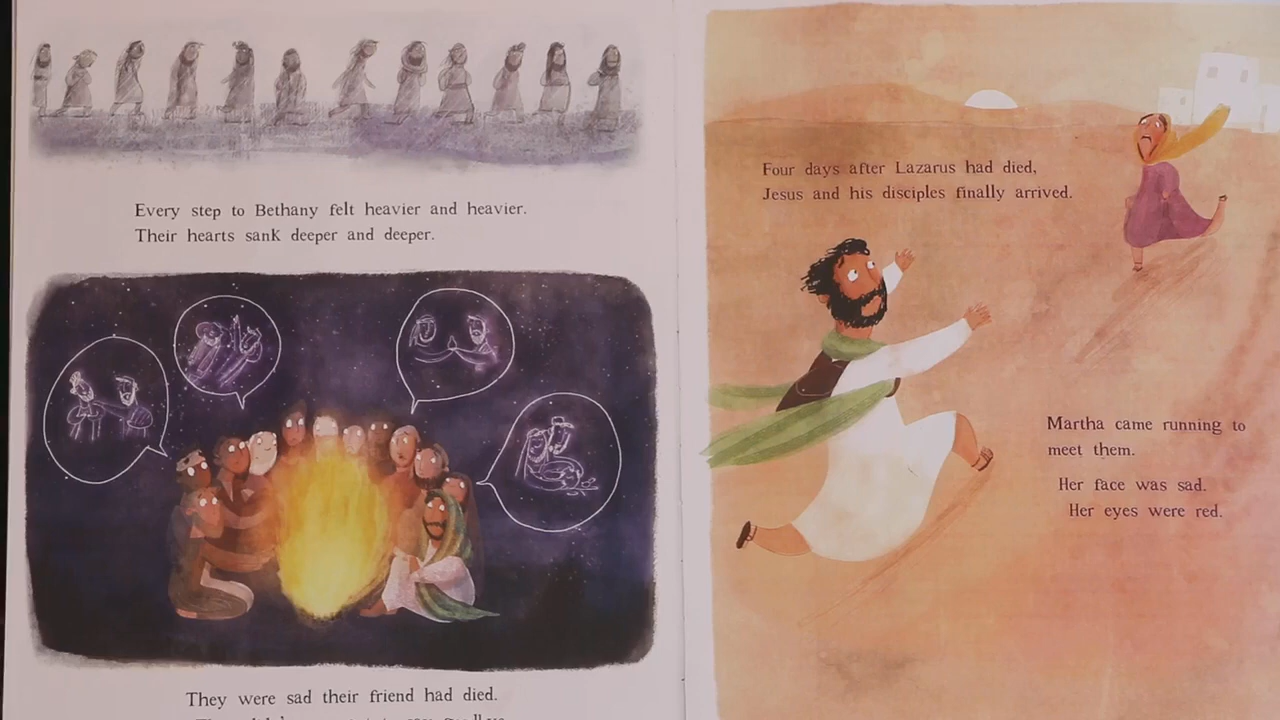 Every step to Bethany felt heavier and heavier.
Their hearts sank deeper and deeper.
They were sad their friend had died.
Four days after Lazarus had died,
Jesus and his disciples finally arrived.
Martha came running to
meet them.
Her face was sad.
Her eyes were red.